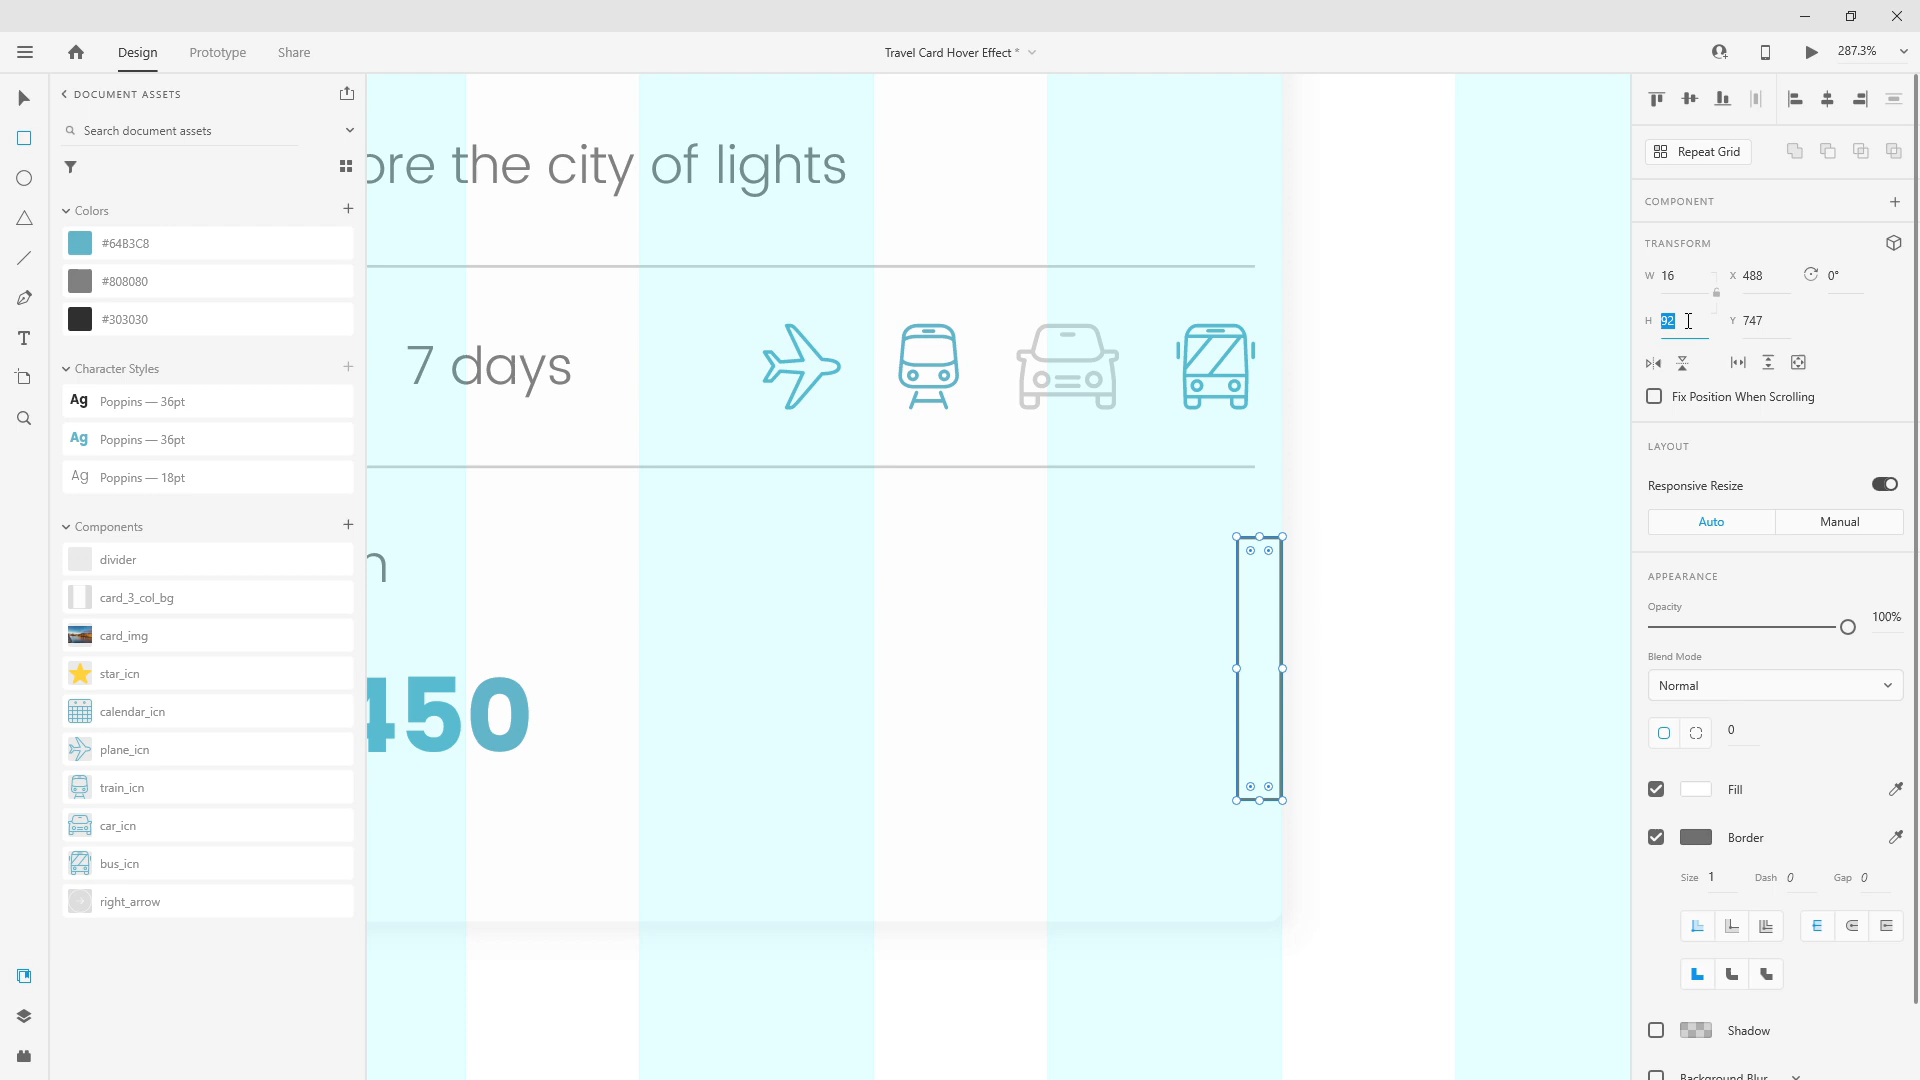 Design
Prototype
Share
Travel Card Hover Effect *
287.3%
DOCUMENT ASSETS
Search document assets
Colors
#64B3C8
#808080
#303030
Character Styles
Ag Poppins — 36pt
Ag Poppins — 36pt
Ag Poppins — 18pt
Components
divider
card_3_col_bg
card_img
star_icn
calendar_icn
plane_icn
train_icn
car_icn
bus_icn
right_arrow
ore the city of lights
7 days
n
450
Repeat Grid
COMPONENT
TRANSFORM
W 16 X 488 0°
H 92 Y 747
Fix Position When Scrolling
LAYOUT
Responsive Resize
Auto Manual
APPEARANCE
Opacity
100%
Blend Mode
Normal
0
Fill
Border
Size 1 Dash 0 Gap 0
Shadow
Background Blur